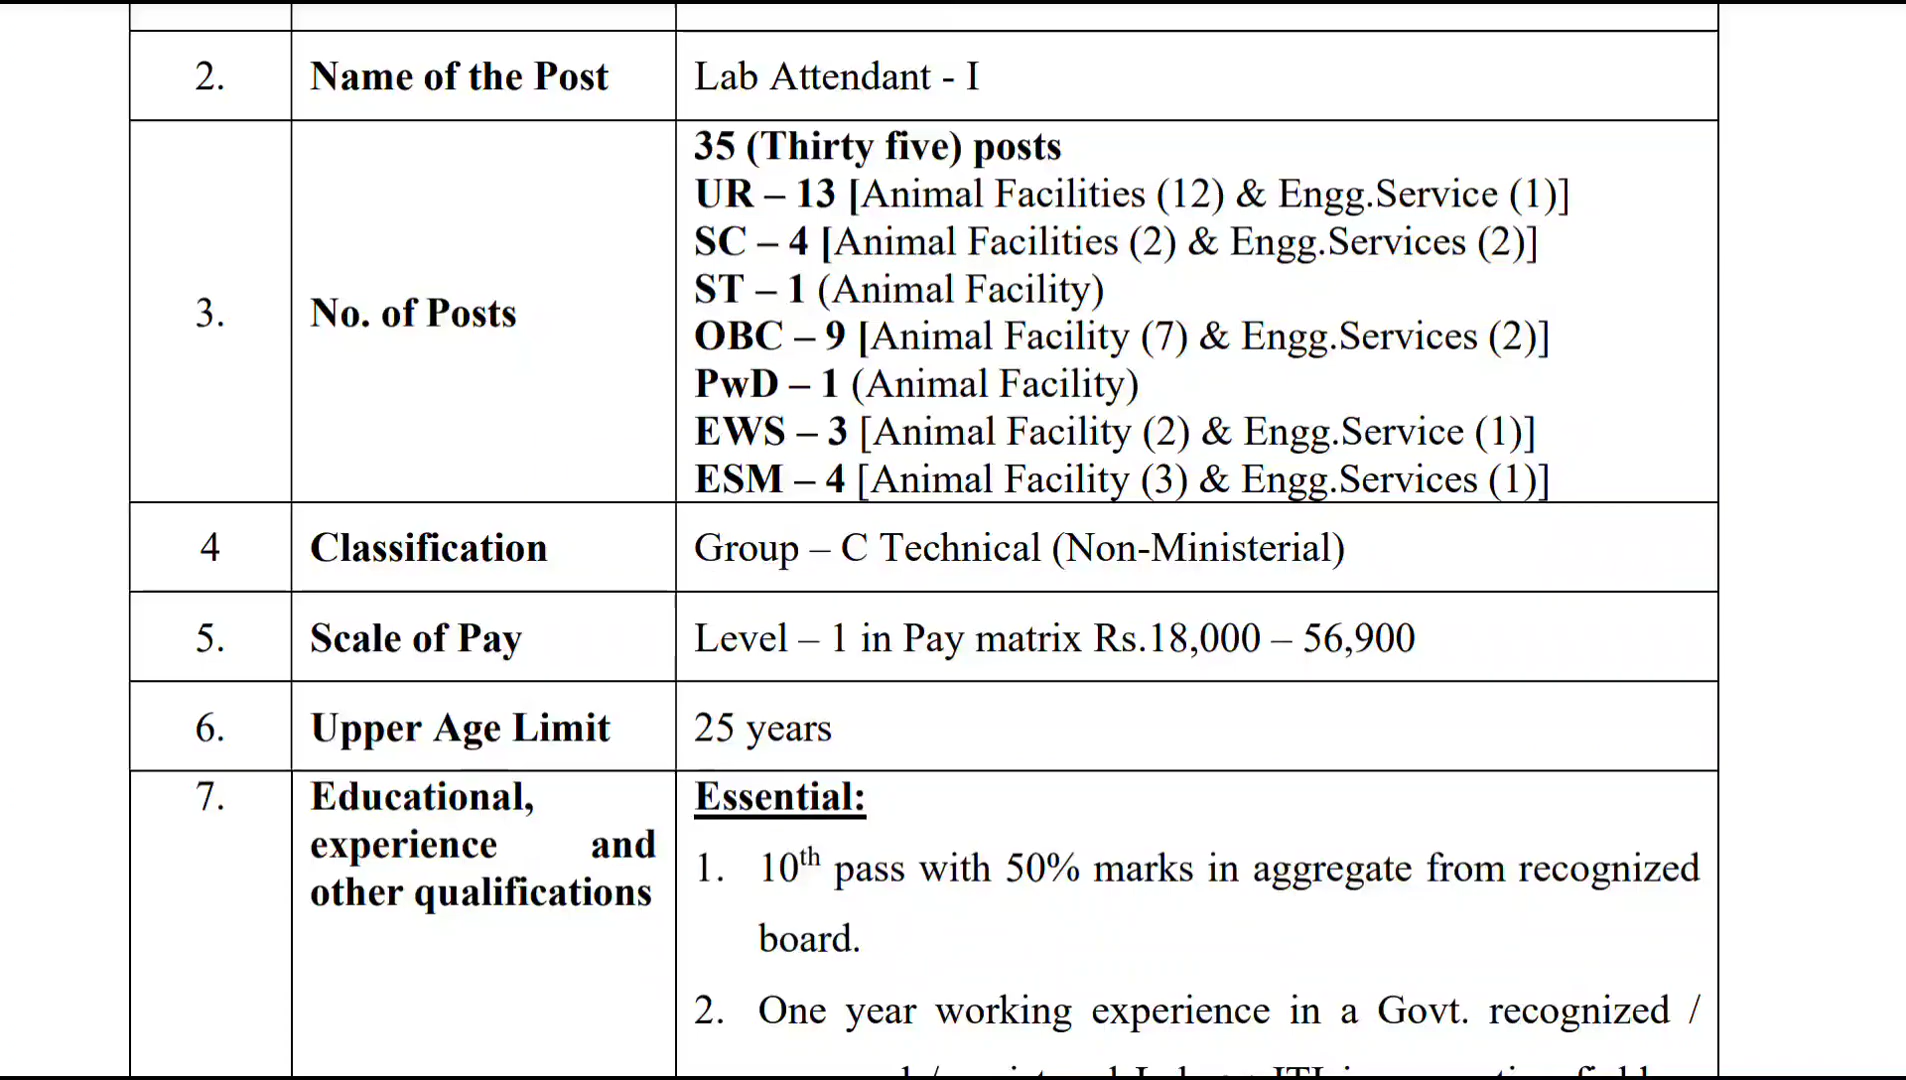 2.
Name of the Post
Lab Attendant - I
3.
No. of Posts
35 (Thirty five) posts
UR – 13 [Animal Facilities (12) & Engg.Service (1)]
SC – 4 [Animal Facilities (2) & Engg.Services (2)]
ST – 1 (Animal Facility)
OBC – 9 [Animal Facility (7) & Engg.Services (2)]
PwD – 1 (Animal Facility)
EWS – 3 [Animal Facility (2) & Engg.Service (1)]
ESM – 4 [Animal Facility (3) & Engg.Services (1)]
4
Classification
Group – C Technical (Non-Ministerial)
5.
Scale of Pay
Level – 1 in Pay matrix Rs.18,000 – 56,900
6.
Upper Age Limit
25 years
7.
Educational,
experience and
other qualifications
Essential:
1. 10th pass with 50% marks in aggregate from recognized
board.
2. One year working experience in a Govt. recognized /